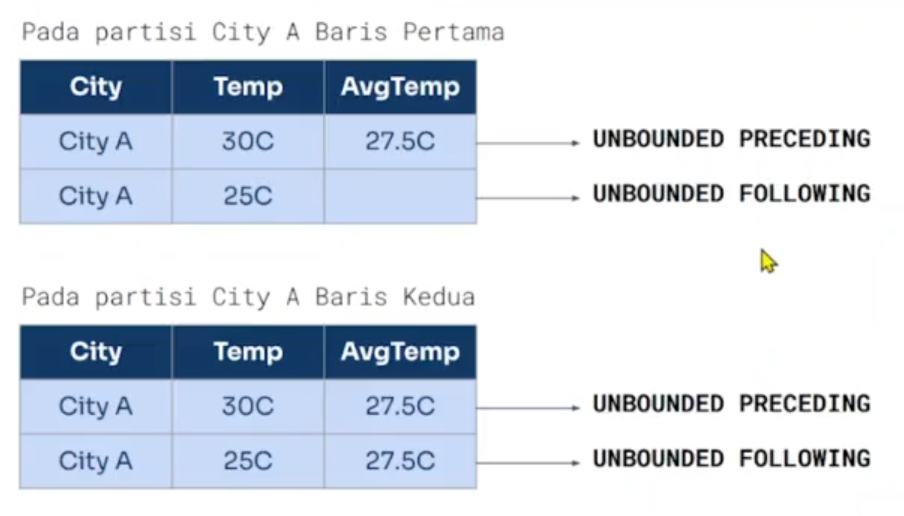 Pada partisi City A Baris Pertama
City Temp AvgTemp
City A 30C 27.5C UNBOUNDED PRECEDING
City A 25C UNBOUNDED FOLLOWING
Pada partisi City A Baris Kedua
City Temp AvgTemp
City A 30C 27.5C UNBOUNDED PRECEDING
City A 25C 27.5C UNBOUNDED FOLLOWING